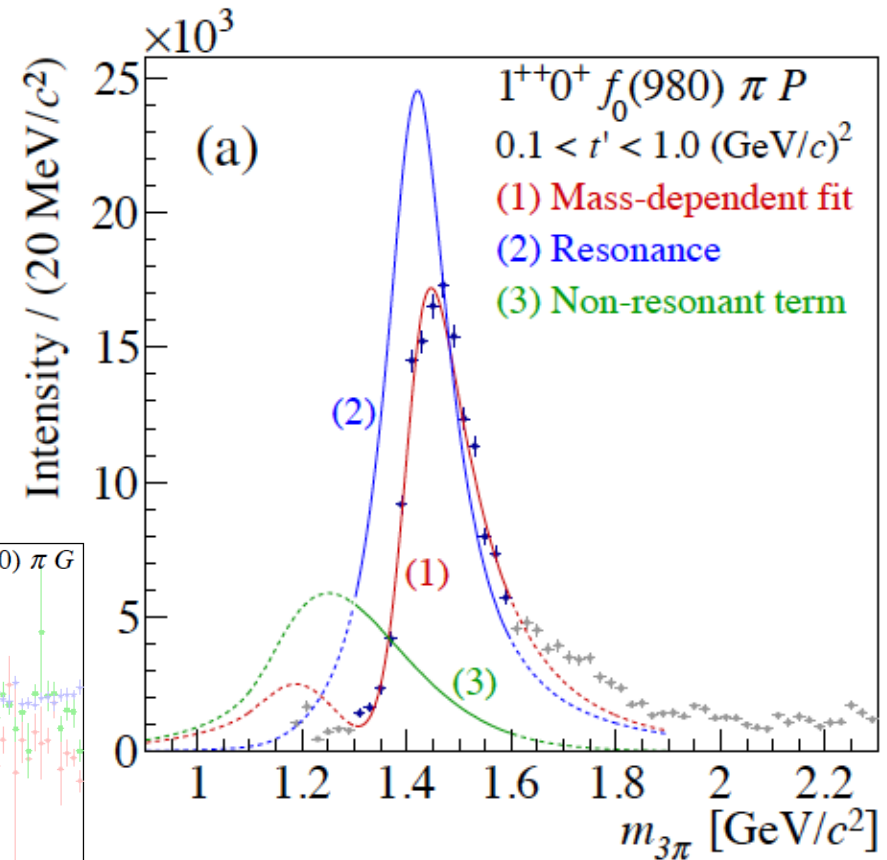 ×10³
Intensity / (20 MeV/c²)
25
20
15
10
5
0
(a)
1⁺⁺0⁺ f₀(980) π P
0.1 < t' < 1.0 (GeV/c)²
(1) Mass-dependent fit
(2) Resonance
(3) Non-resonant term
(2)
(1)
(3)
0) π G
1 1.2 1.4 1.6 1.8 2 2.2
m₃π [GeV/c²]